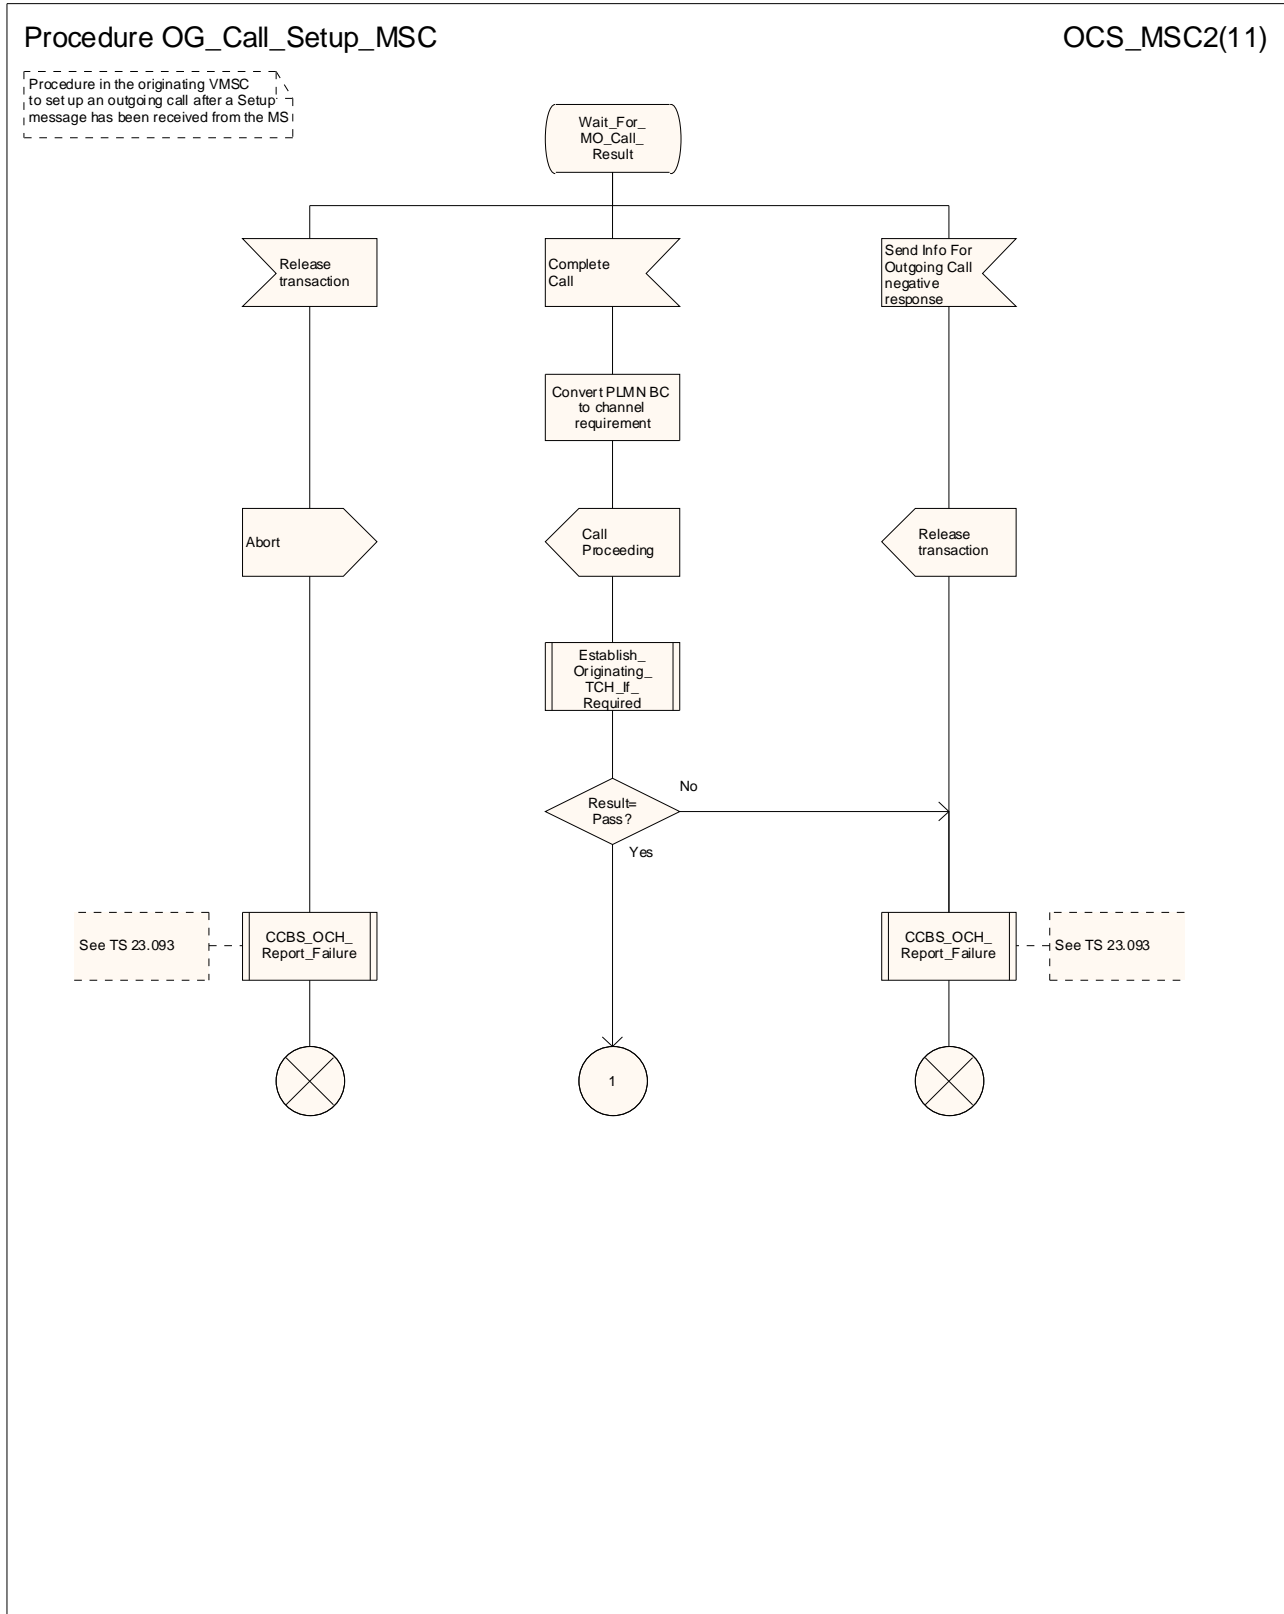 Procedure OG_Call_Setup_MSC
OCS_MSC2(11)
Procedure in the originating VMSC
to set up an outgoing call after a Setup
message has been received from the MS
Wait_For_
MO_Call_
Result
Release
transaction
Complete
Call
Send Info For
Outgoing Call
negative
response
Convert PLMN BC
to channel
requirement
Abort
Call
Proceeding
Release
transaction
Establish_
Originating_
TCH_If_
Required
Result=
Pass?
No
Yes
See TS 23.093
CCBS_OCH_
Report_Failure
CCBS_OCH_
Report_Failure
See TS 23.093
1